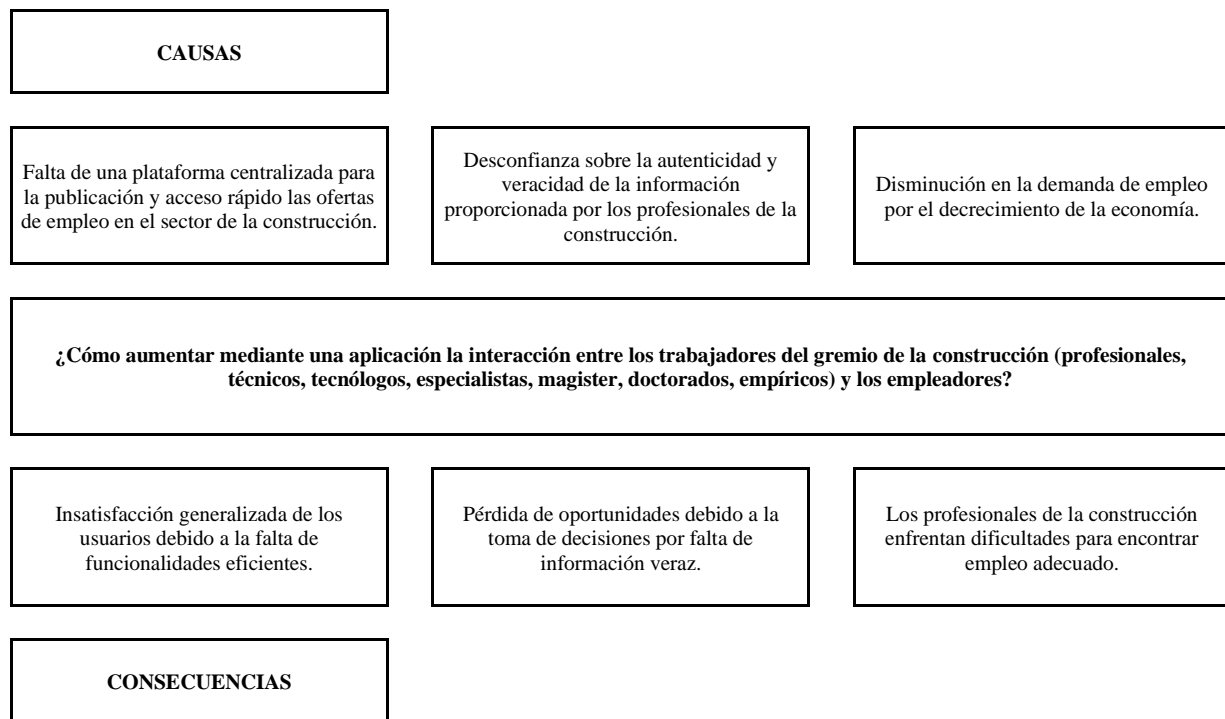 CAUSAS
Falta de una plataforma centralizada para
la publicación y acceso rápido las ofertas
de empleo en el sector de la construcción.
Desconfianza sobre la autenticidad y
veracidad de la información
proporcionada por los profesionales de la
construcción.
Disminución en la demanda de empleo
por el decrecimiento de la economía.
¿Cómo aumentar mediante una aplicación la interacción entre los trabajadores del gremio de la construcción (profesionales,
técnicos, tecnólogos, especialistas, magister, doctorados, empíricos) y los empleadores?
Insatisfacción generalizada de los
usuarios debido a la falta de
funcionalidades eficientes.
Pérdida de oportunidades debido a la
toma de decisiones por falta de
información veraz.
Los profesionales de la construcción
enfrentan dificultades para encontrar
empleo adecuado.
CONSECUENCIAS